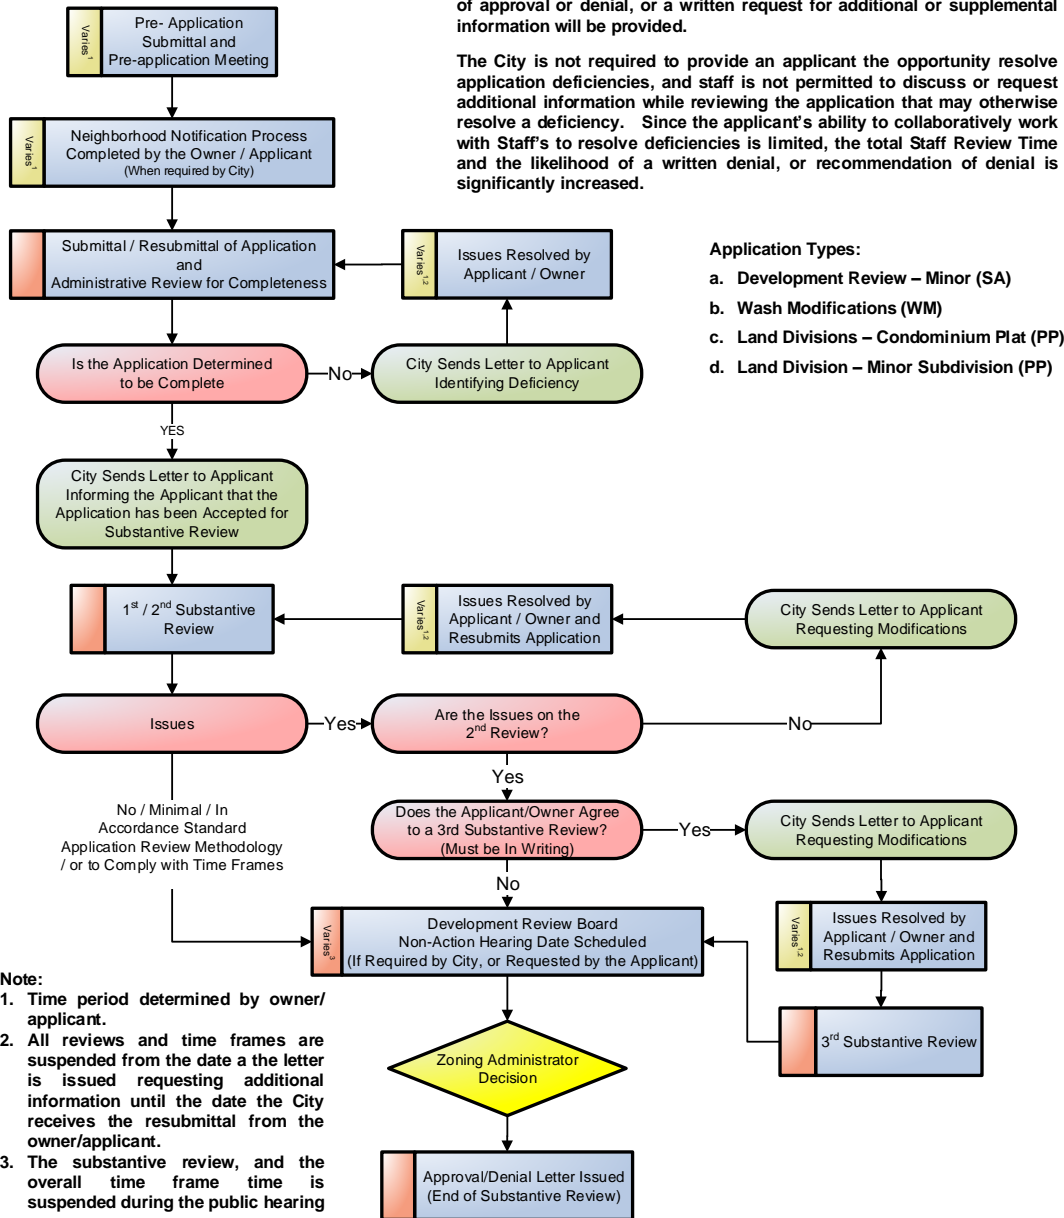 of approval or denial, or a written request for additional or supplemental
information will be provided.
The City is not required to provide an applicant the opportunity resolve
application deficiencies, and staff is not permitted to discuss or request
additional information while reviewing the application that may otherwise
resolve a deficiency. Since the applicant's ability to collaboratively work
with Staff's to resolve deficiencies is limited, the total Staff Review Time
and the likelihood of a written denial, or recommendation of denial is
significantly increased.
Application Types:
a. Development Review – Minor (SA)
b. Wash Modifications (WM)
c. Land Divisions – Condominium Plat (PP)
d. Land Division – Minor Subdivision (PP)
Varies1
Pre- Application
Submittal and
Pre-application Meeting
Varies1
Neighborhood Notification Process
Completed by the Owner / Applicant
(When required by City)
Submittal / Resubmittal of Application
and
Administrative Review for Completeness
Varies1,2
Issues Resolved by
Applicant / Owner
Is the Application Determined
to be Complete
No
City Sends Letter to Applicant
Identifying Deficiency
YES
City Sends Letter to Applicant
Informing the Applicant that the
Application has been Accepted for
Substantive Review
1st / 2nd Substantive
Review
Varies1,2
Issues Resolved by
Applicant / Owner and
Resubmits Application
City Sends Letter to Applicant
Requesting Modifications
Issues
Yes
Are the Issues on the
2nd Review?
No
Yes
No / Minimal / In
Accordance Standard
Application Review Methodology
/ or to Comply with Time Frames
Does the Applicant/Owner Agree
to a 3rd Substantive Review?
(Must be In Writing)
Yes
City Sends Letter to Applicant
Requesting Modifications
No
Varies3
Development Review Board
Non-Action Hearing Date Scheduled
(If Required by City, or Requested by the Applicant)
Varies1,2
Issues Resolved by
Applicant / Owner and
Resubmits Application
3rd Substantive Review
Zoning Administrator
Decision
Approval/Denial Letter Issued
(End of Substantive Review)
Note:
1. Time period determined by owner/
applicant.
2. All reviews and time frames are
suspended from the date a the letter
is issued requesting additional
information until the date the City
receives the resubmittal from the
owner/applicant.
3. The substantive review, and the
overall time frame time is
suspended during the public hearing